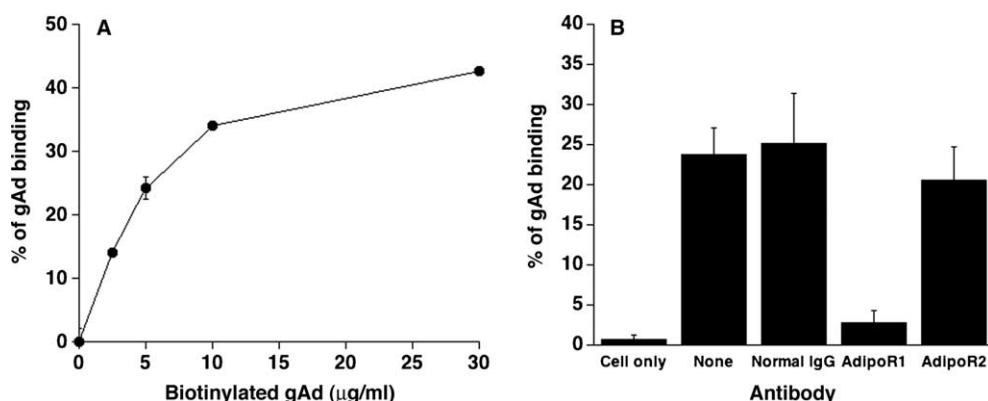 A
% of gAd binding
50
40
30
20
10
0
0 5 10 15 20 25 30
Biotinylated gAd (μg/ml)
B
% of gAd binding
40
35
30
25
20
15
10
5
0
Cell only None Normal IgG AdipoR1 AdipoR2
Antibody